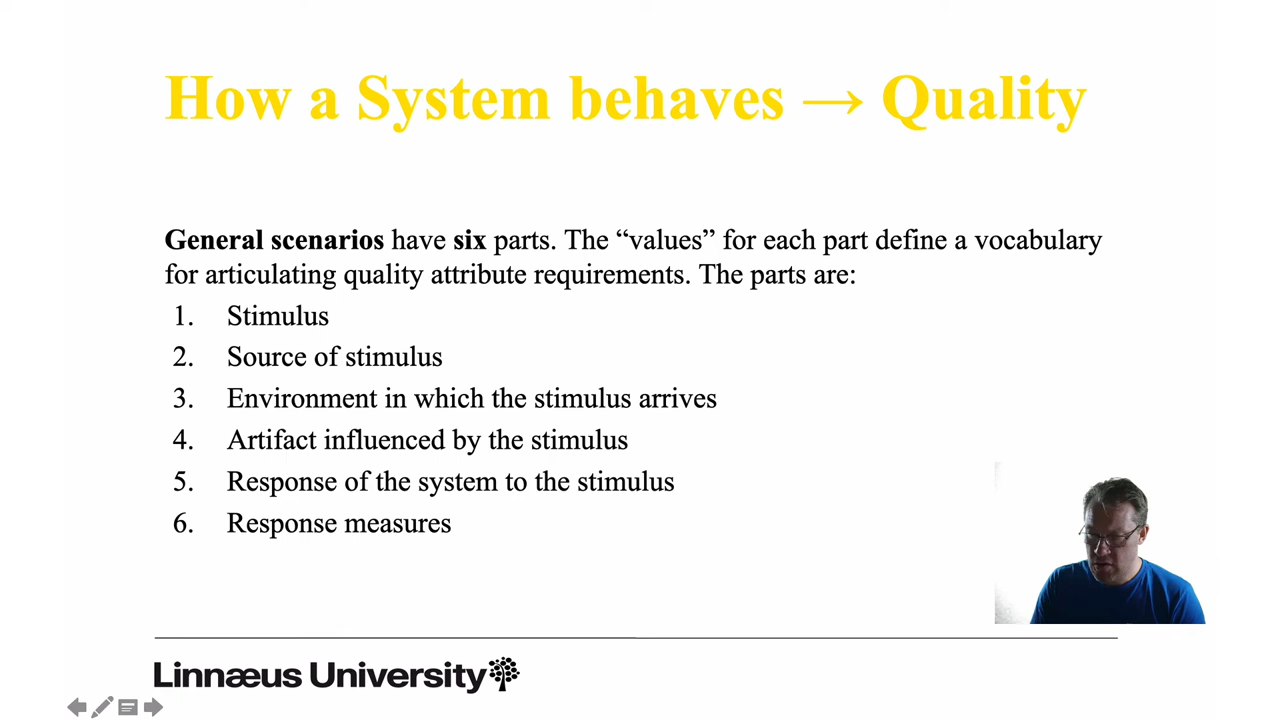 How a System behaves → Quality
General scenarios have six parts. The “values” for each part define a vocabulary
for articulating quality attribute requirements. The parts are:
1. Stimulus
2. Source of stimulus
3. Environment in which the stimulus arrives
4. Artifact influenced by the stimulus
5. Response of the system to the stimulus
6. Response measures
Linnæus University